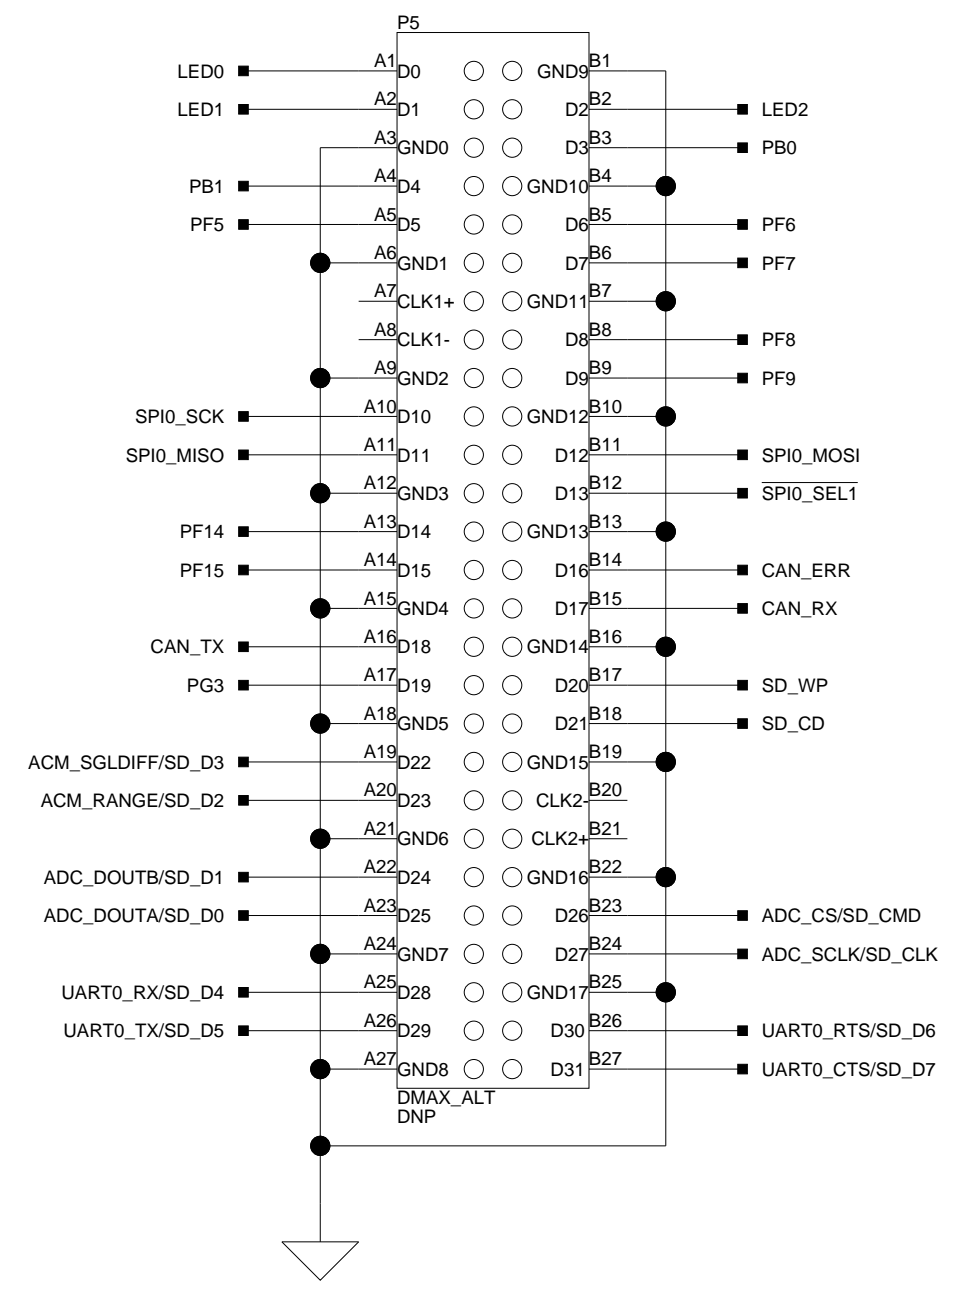 P5
LED0 A1 D0 GND9 B1
LED1 A2 D1 D2 B2 LED2
A3 GND0 D3 B3 PB0
PB1 A4 D4 GND10 B4
PF5 A5 D5 D6 B5 PF6
A6 GND1 D7 B6 PF7
A7 CLK1+ GND11 B7
A8 CLK1- D8 B8 PF8
A9 GND2 D9 B9 PF9
SPI0_SCK A10 D10 GND12 B10
SPI0_MISO A11 D11 D12 B11 SPI0_MOSI
A12 GND3 D13 B12 SPI0_SEL1
PF14 A13 D14 GND13 B13
PF15 A14 D15 D16 B14 CAN_ERR
A15 GND4 D17 B15 CAN_RX
CAN_TX A16 D18 GND14 B16
PG3 A17 D19 D20 B17 SD_WP
A18 GND5 D21 B18 SD_CD
ACM_SGLDIFF/SD_D3 A19 D22 GND15 B19
ACM_RANGE/SD_D2 A20 D23 CLK2- B20
A21 GND6 CLK2+ B21
ADC_DOUTB/SD_D1 A22 D24 GND16 B22
ADC_DOUTA/SD_D0 A23 D25 D26 B23 ADC_CS/SD_CMD
A24 GND7 D27 B24 ADC_SCLK/SD_CLK
UART0_RX/SD_D4 A25 D28 GND17 B25
UART0_TX/SD_D5 A26 D29 D30 B26 UART0_RTS/SD_D6
A27 GND8 D31 B27 UART0_CTS/SD_D7
DMAX_ALT
DNP